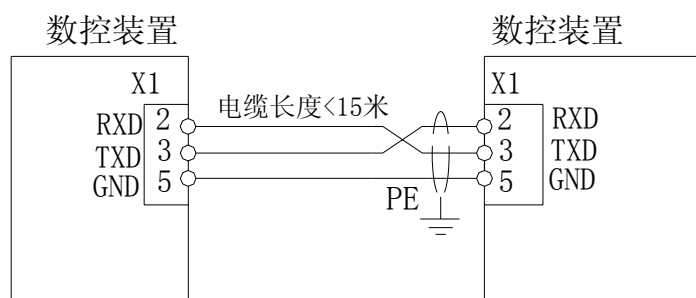 数控装置 数控装置
X1 X1
电缆长度<15米
RXD 2 2 RXD
TXD 3 3 TXD
GND 5 5 GND
PE